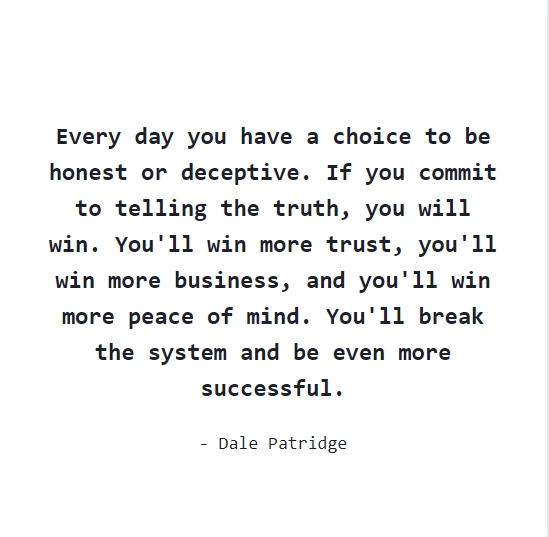 Every day you have a choice to be
honest or deceptive. If you commit
to telling the truth, you will
win. You'll win more trust, you'll
win more business, and you'll win
more peace of mind. You'll break
the system and be even more
successful.
- Dale Patridge